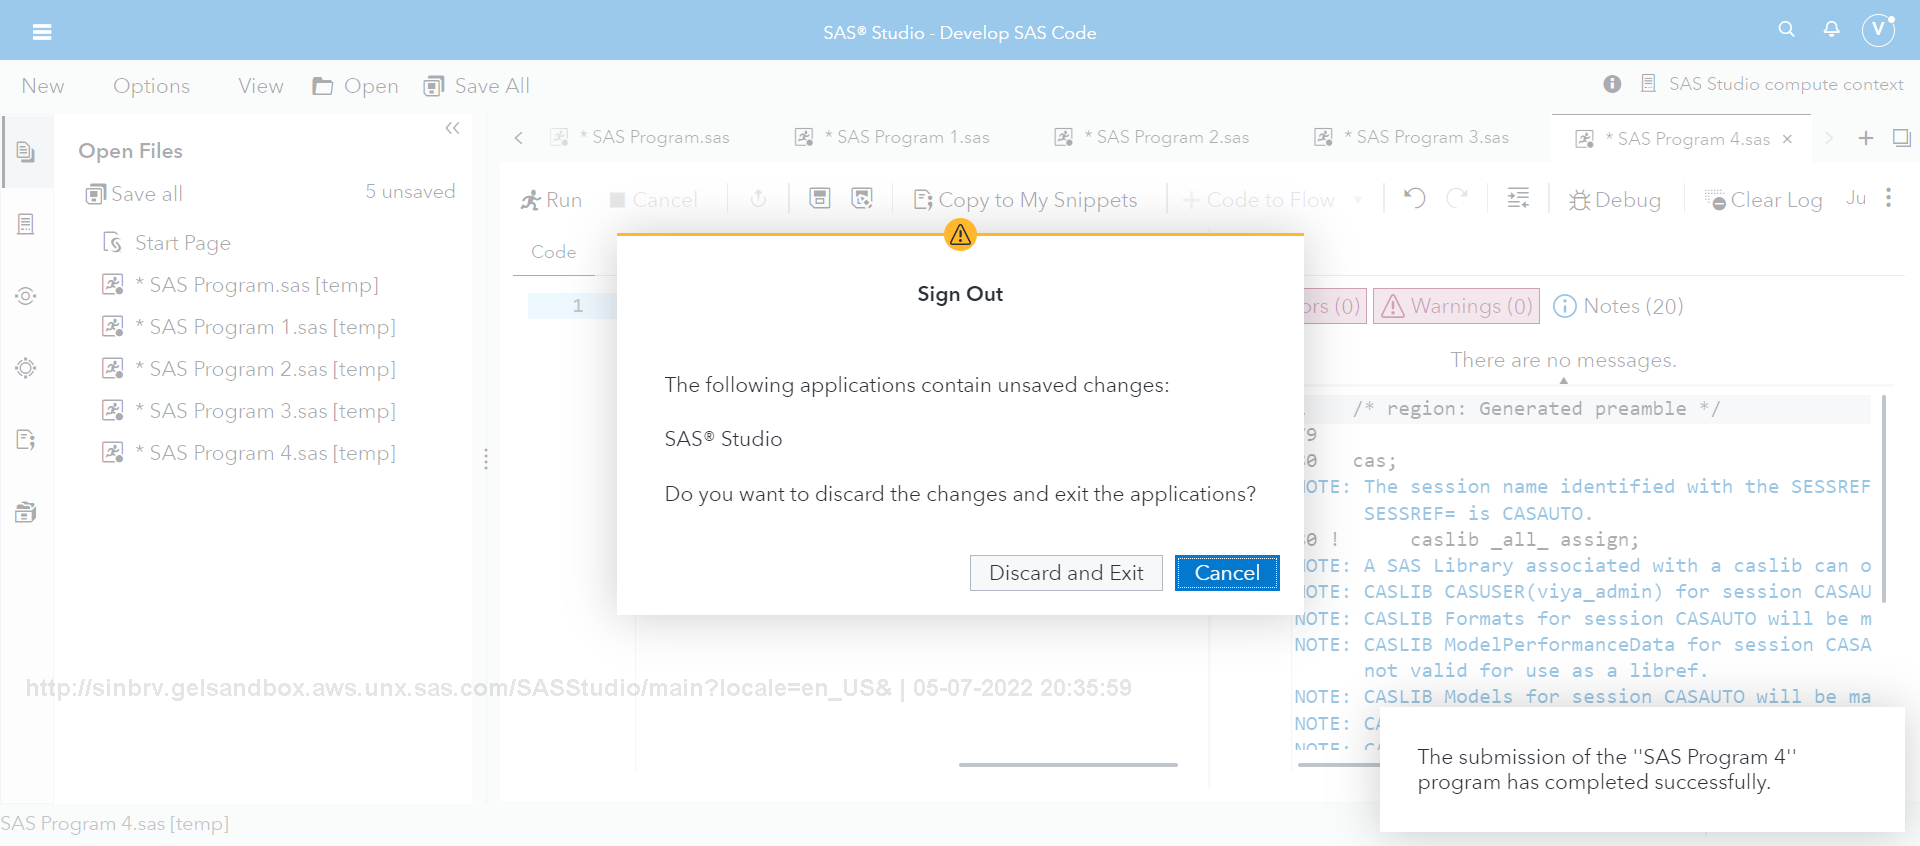 SAS® Studio - Develop SAS Code
V
New Options View Open Save All
SAS Studio compute context
Open Files
Save all 5 unsaved
Start Page
* SAS Program.sas [temp]
* SAS Program 1.sas [temp]
* SAS Program 2.sas [temp]
* SAS Program 3.sas [temp]
* SAS Program 4.sas [temp]
* SAS Program.sas * SAS Program 1.sas * SAS Program 2.sas * SAS Program 3.sas * SAS Program 4.sas
Run Cancel Copy to My Snippets Code to Flow Debug Clear Log Ju
Code
1
Sign Out
The following applications contain unsaved changes:
SAS® Studio
Do you want to discard the changes and exit the applications?
Discard and Exit Cancel
ors (0) Warnings (0) Notes (20)
There are no messages.
/* region: Generated preamble */
9
0 cas;
OTE: The session name identified with the SESSREF
SESSREF= is CASAUTO.
0 ! caslib _all_ assign;
OTE: A SAS Library associated with a caslib can o
OTE: CASLIB CASUSER(viya_admin) for session CASAU
NOTE: CASLIB Formats for session CASAUTO will be m
NOTE: CASLIB ModelPerformanceData for session CASA
not valid for use as a libref.
NOTE: CASLIB Models for session CASAUTO will be ma
NOTE: CA
NOTE: CA
http://sinbrv.gelsandbox.aws.unx.sas.com/SASStudio/main?locale=en_US& | 05-07-2022 20:35:59
The submission of the "SAS Program 4"
program has completed successfully.
SAS Program 4.sas [temp]